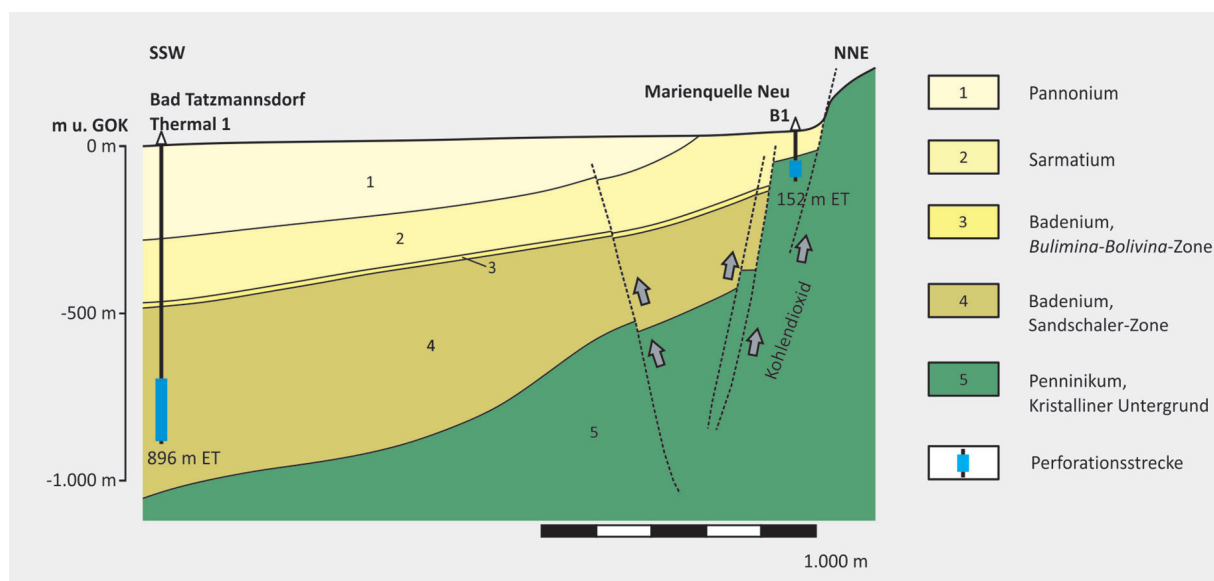 SSW
NNE
Bad Tatzmannsdorf
Thermal 1
Marienquelle Neu
B1
m u. GOK
0 m
-500 m
-1.000 m
1
2
3
4
5
152 m ET
896 m ET
Kohlendioxid
1.000 m
1 Pannonium
2 Sarmatium
3 Badenium,
Bulimina-Bolivina-Zone
4 Badenium,
Sandschaler-Zone
5 Penninikum,
Kristalliner Untergrund
Perforationsstrecke